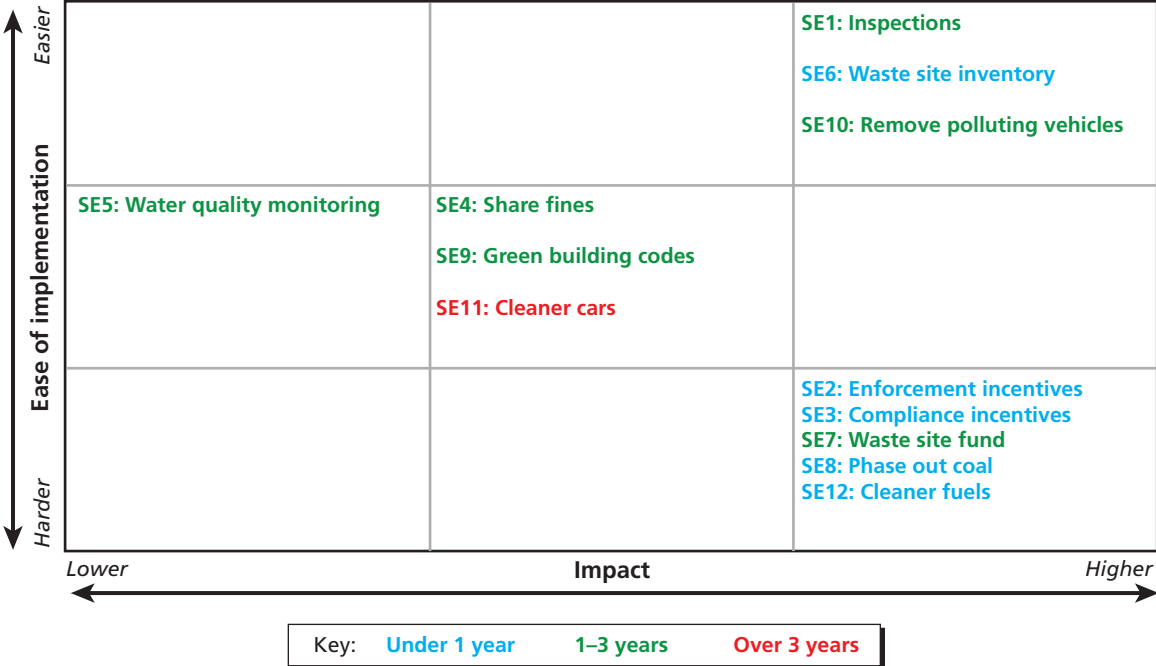 Easier
Ease of implementation
Harder
SE1: Inspections
SE6: Waste site inventory
SE10: Remove polluting vehicles
SE5: Water quality monitoring
SE4: Share fines
SE9: Green building codes
SE11: Cleaner cars
SE2: Enforcement incentives
SE3: Compliance incentives
SE7: Waste site fund
SE8: Phase out coal
SE12: Cleaner fuels
Lower
Impact
Higher
Key: Under 1 year 1–3 years Over 3 years